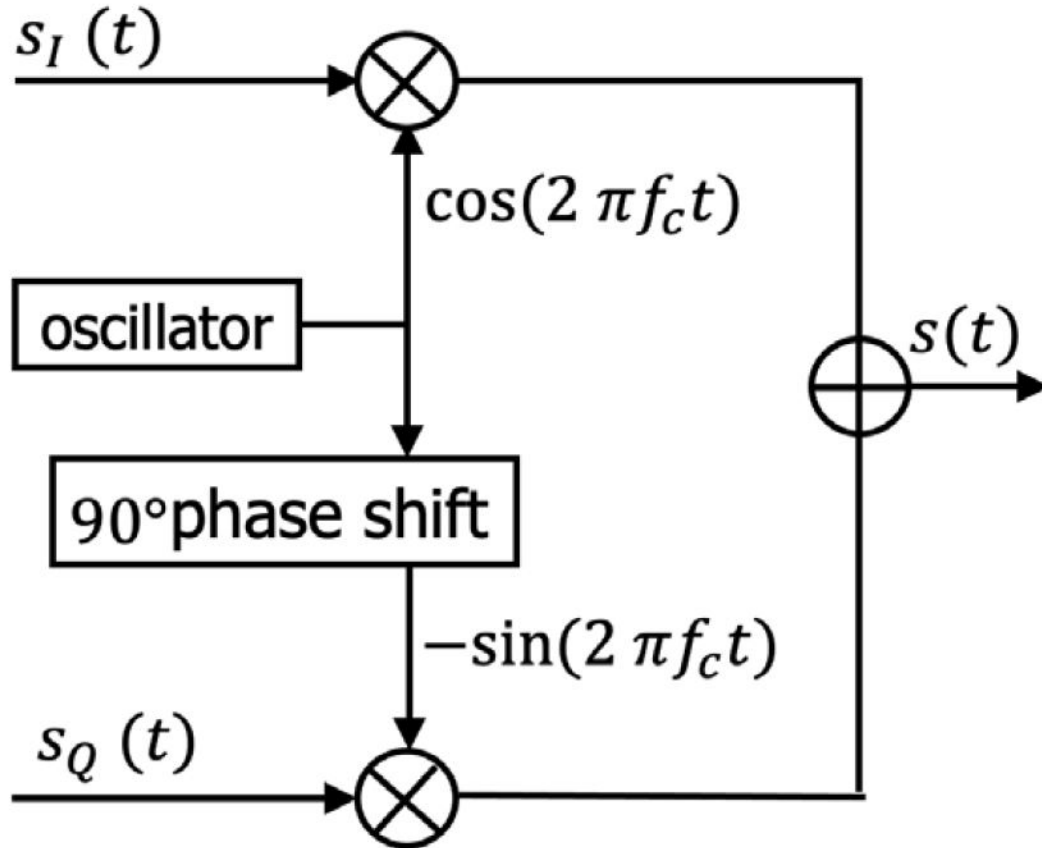 s_I (t)
cos(2 πf_c t)
oscillator
s(t)
90°phase shift
−sin(2 πf_c t)
s_Q (t)